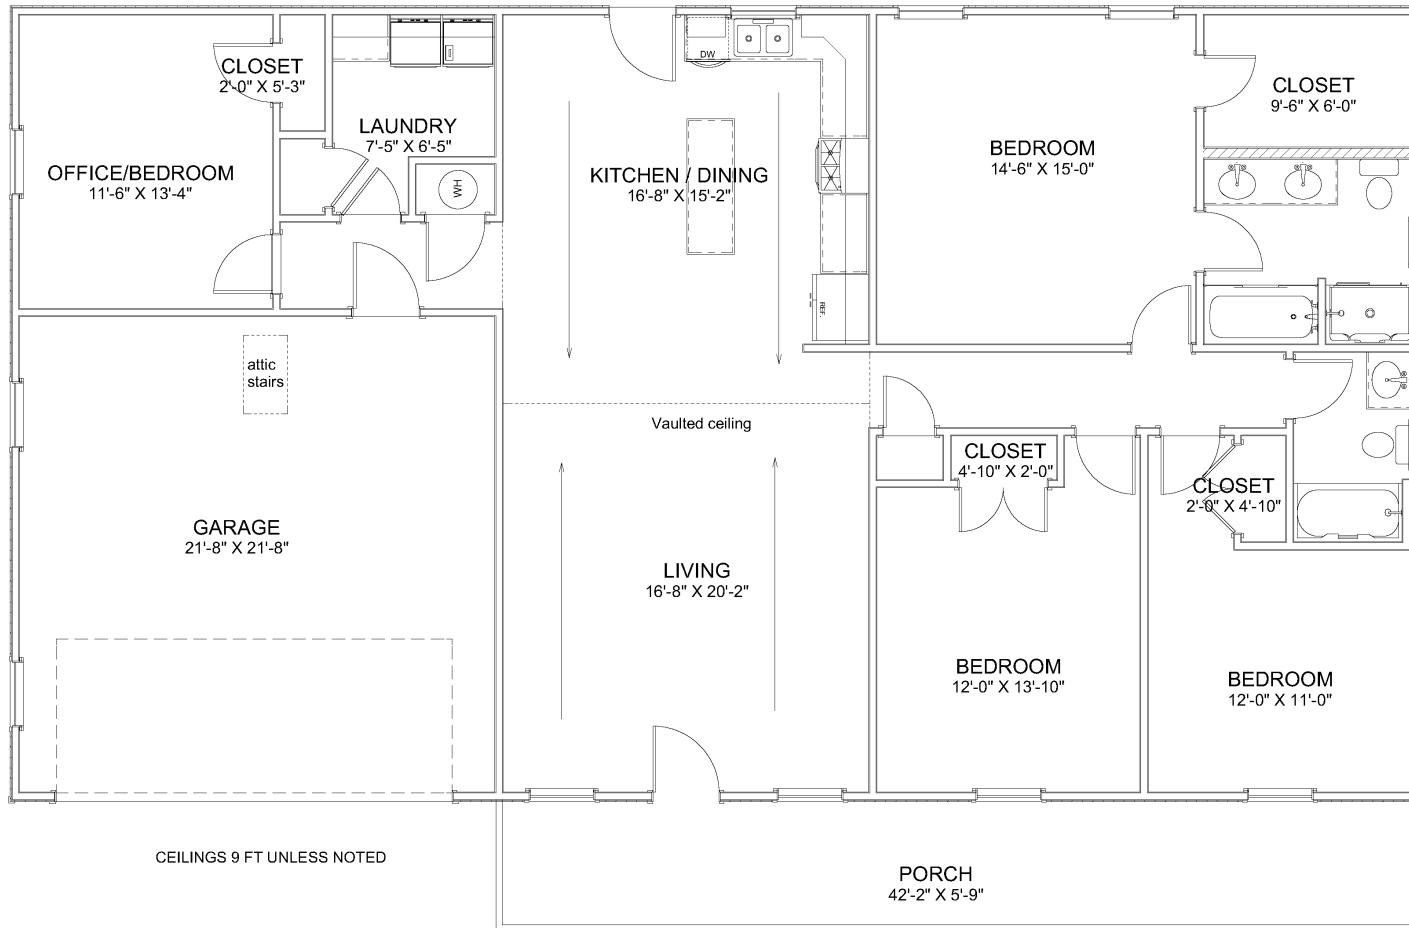 CLOSET
2'-0" X 5'-3"
LAUNDRY
7'-5" X 6'-5"
OFFICE/BEDROOM
11'-6" X 13'-4"
WH
DW
KITCHEN / DINING
16'-8" X 15'-2"
REF.
BEDROOM
14'-6" X 15'-0"
CLOSET
9'-6" X 6'-0"
attic
stairs
Vaulted ceiling
CLOSET
4'-10" X 2'-0"
CLOSET
2'-0" X 4'-10"
GARAGE
21'-8" X 21'-8"
LIVING
16'-8" X 20'-2"
BEDROOM
12'-0" X 13'-10"
BEDROOM
12'-0" X 11'-0"
CEILINGS 9 FT UNLESS NOTED
PORCH
42'-2" X 5'-9"